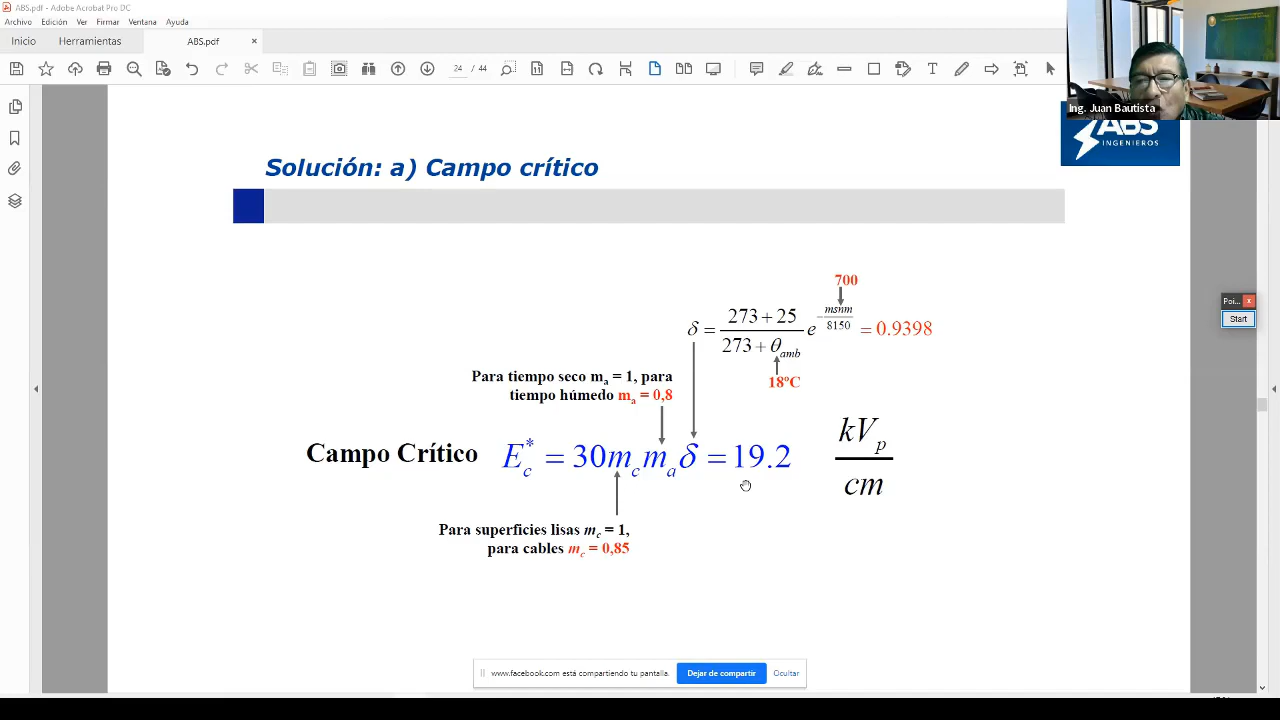 ABS.pdf - Adobe Acrobat Pro DC
Archivo Edición Ver Firmar Ventana Ayuda
Inicio Herramientas ABS.pdf ×
24 / 44
Ing. Juan Bautista
ABS
INGENIEROS
Solución: a) Campo crítico
700
δ = (273 + 25)/(273 + θamb) e^(-msnm/8150) = 0.9398
18ºC
Para tiempo seco ma = 1, para
tiempo húmedo ma = 0,8
Campo Crítico Ec* = 30mcmaδ = 19.2 kVp/cm
Para superficies lisas mc = 1,
para cables mc = 0,85
Poi... x
Start
www.facebook.com está compartiendo tu pantalla. Dejar de compartir Ocultar